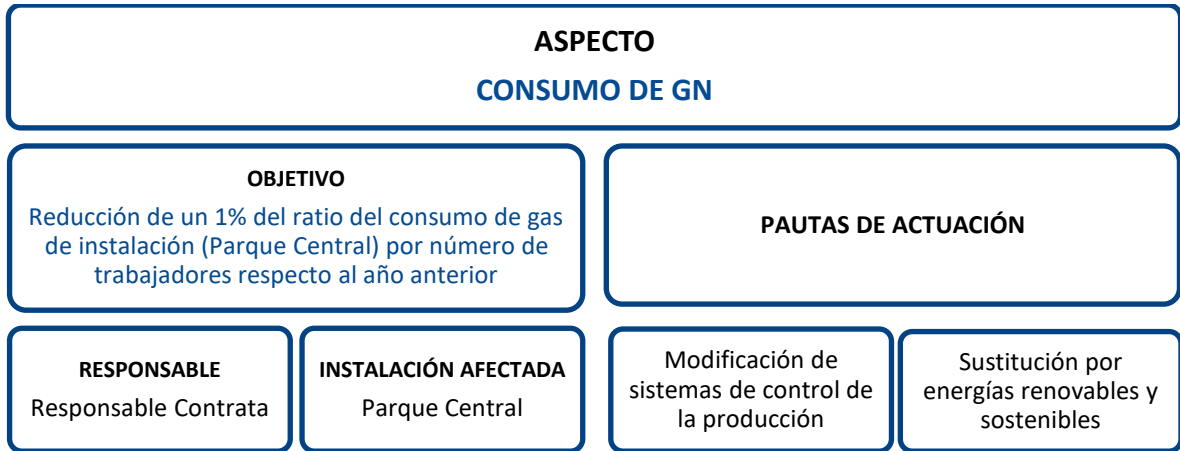 ASPECTO
CONSUMO DE GN
OBJETIVO
Reducción de un 1% del ratio del consumo de gas
de instalación (Parque Central) por número de
trabajadores respecto al año anterior
PAUTAS DE ACTUACIÓN
RESPONSABLE
Responsable Contrata
INSTALACIÓN AFECTADA
Parque Central
Modificación de
sistemas de control de
la producción
Sustitución por
energías renovables y
sostenibles